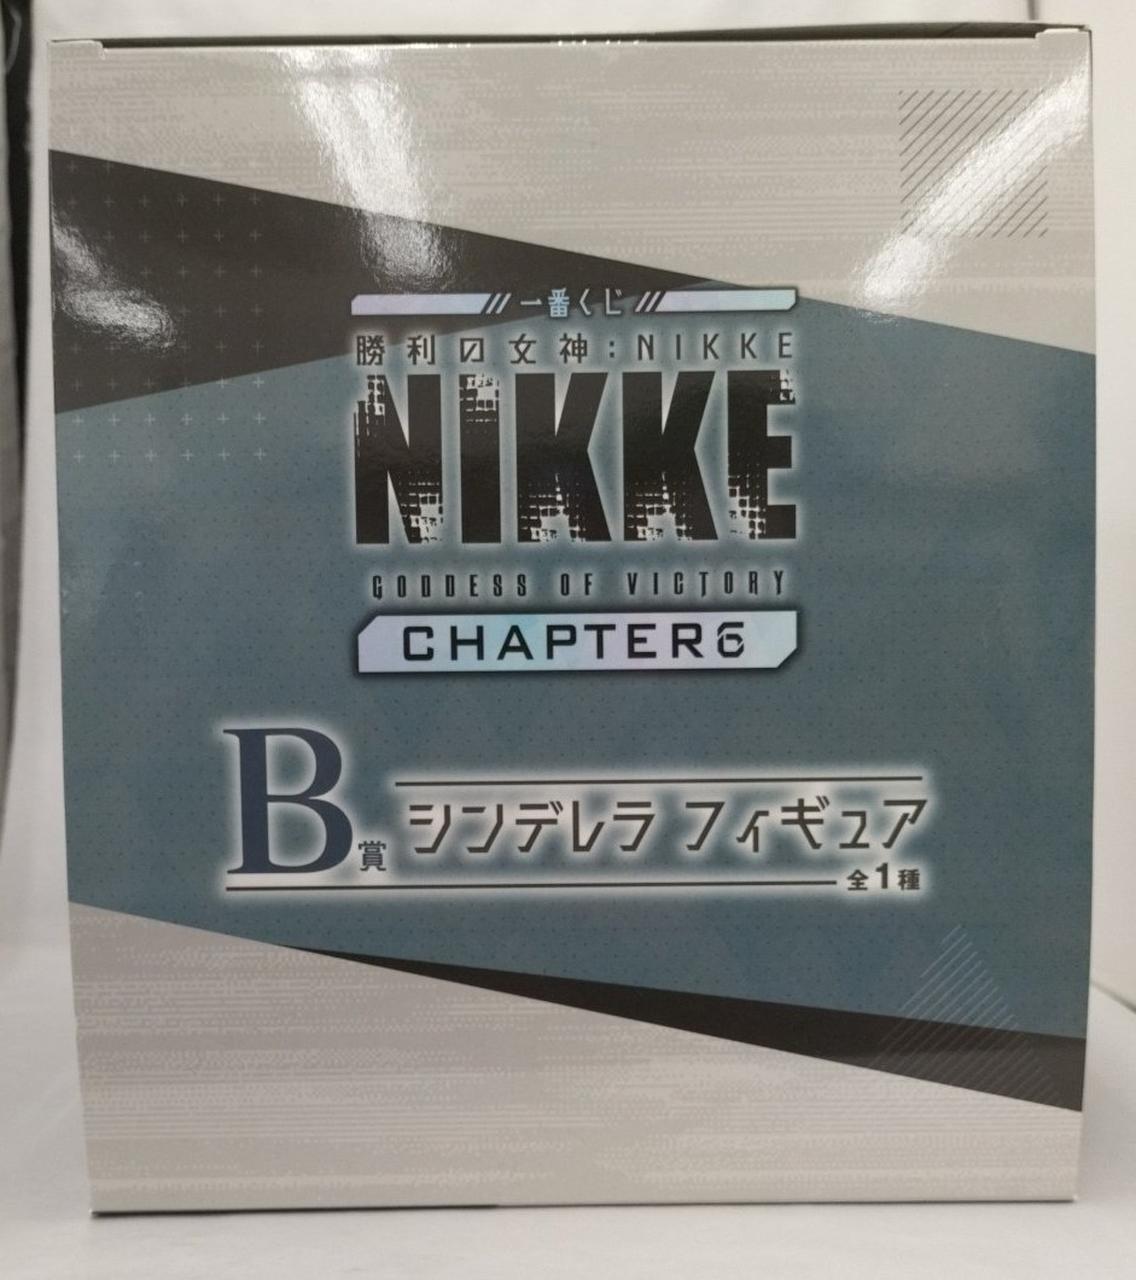 一番くじ
勝利の女神:NIKKE
NIKKE
GODDESS OF VICTORY
CHAPTER6
B賞 シンデレラ フィギュア
全1種